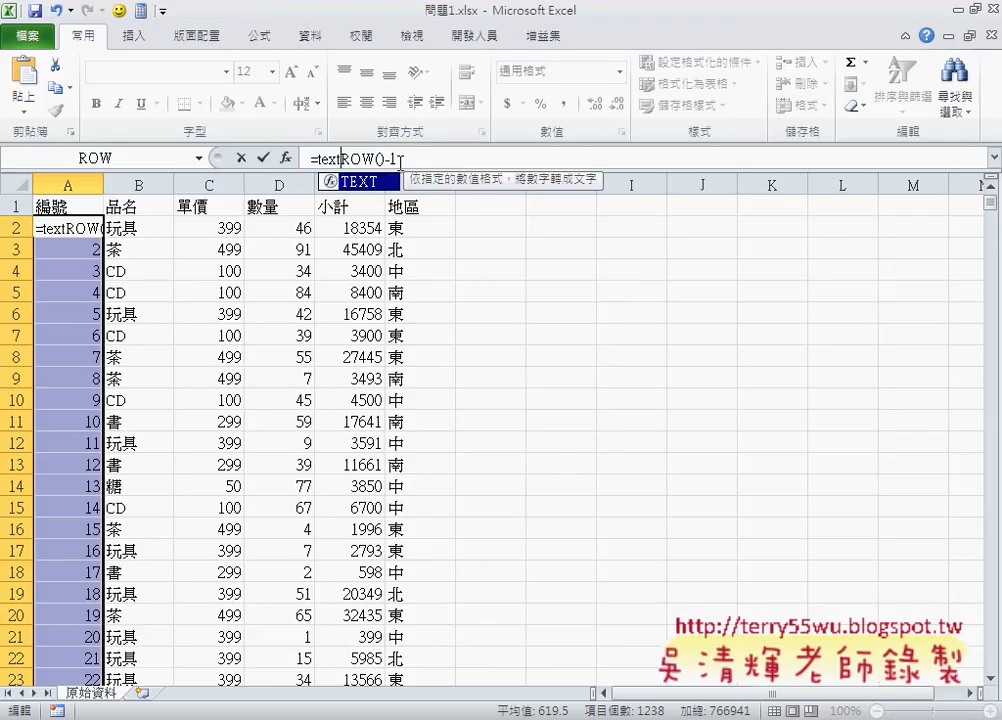 問題1.xlsx - Microsoft Excel
檔案 常用 插入 版面配置 公式 資料 校閱 檢視 開發人員 增益集
貼上 12 通用格式 設定格式化的條件 插入
B I U 中 $ % , 格式化為表格 刪除 排序與篩選 尋找與選取
儲存格樣式 格式
剪貼簿 字型 對齊方式 數值 樣式 儲存格 編輯
ROW =textROW()-1
TEXT 依指定的數值格式，將數字轉成文字
A B C D I J K L M N
1 編號 品名 單價 數量 小計 地區
2 =textROW( 玩具 399 46 18354 東
3 2 茶 499 91 45409 北
4 3 CD 100 34 3400 中
5 4 CD 100 84 8400 南
6 5 玩具 399 42 16758 東
7 6 CD 100 39 3900 東
8 7 茶 499 55 27445 東
9 8 茶 499 7 3493 南
10 9 CD 100 45 4500 中
11 10 書 299 59 17641 南
12 11 玩具 399 9 3591 中
13 12 書 299 39 11661 南
14 13 糖 50 77 3850 中
15 14 CD 100 67 6700 中
16 15 茶 499 4 1996 東
17 16 玩具 399 7 2793 東
18 17 書 299 2 598 中
19 18 玩具 399 51 20349 北
20 19 茶 499 65 32435 東
21 20 玩具 399 1 399 中
22 21 玩具 399 15 5985 北
23 22 玩具 399 34 13566 東
http://terry55wu.blogspot.tw
吳清輝老師錄製
原始資料
編輯 平均值: 619.5 項目個數: 1238 加總: 766941 100%